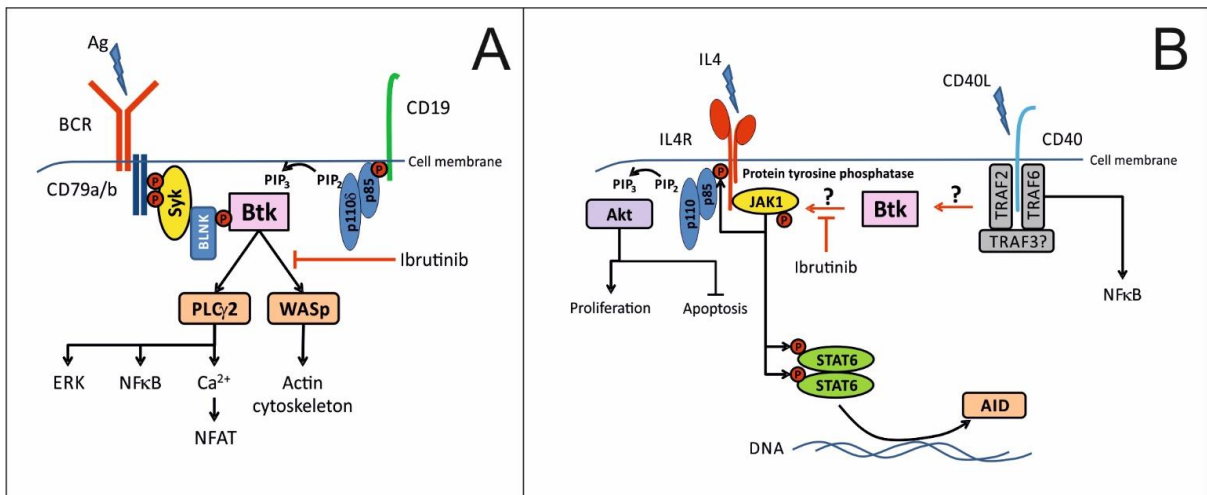 A
Ag
BCR
CD19
Cell membrane
CD79a/b
P
P
Syk
BLNK
P
Btk
PIP3
PIP2
P
p110δ
p85
Ibrutinib
PLCγ2
WASp
ERK
NFκB
Ca2+
Actin
cytoskeleton
NFAT
B
IL4
CD40L
IL4R
CD40
Cell membrane
PIP3
PIP2
P
Protein tyrosine phosphatase
p110
p85
JAK1
P
?
Btk
?
TRAF2
TRAF6
TRAF3?
Akt
Ibrutinib
Proliferation
Apoptosis
NFκB
P
STAT6
P
STAT6
AID
DNA